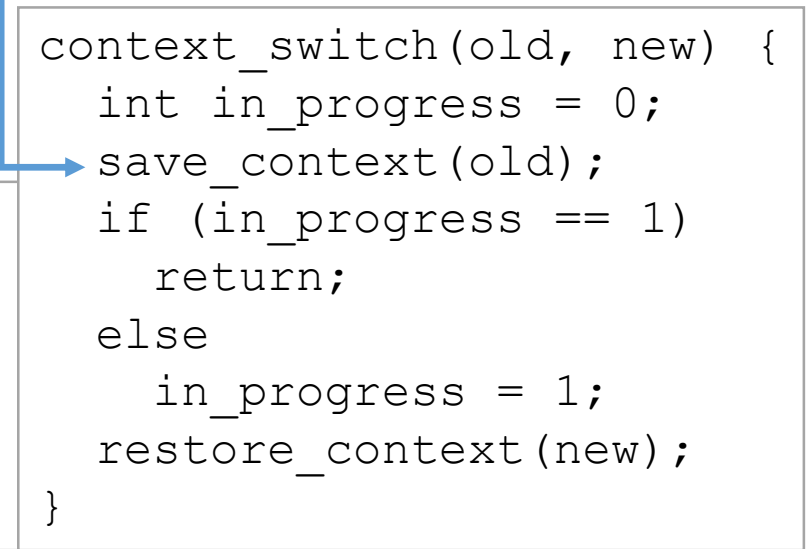 context_switch(old, new) {
  int in_progress = 0;
  save_context(old);
  if (in_progress == 1)
    return;
  else
    in_progress = 1;
  restore_context(new);
}